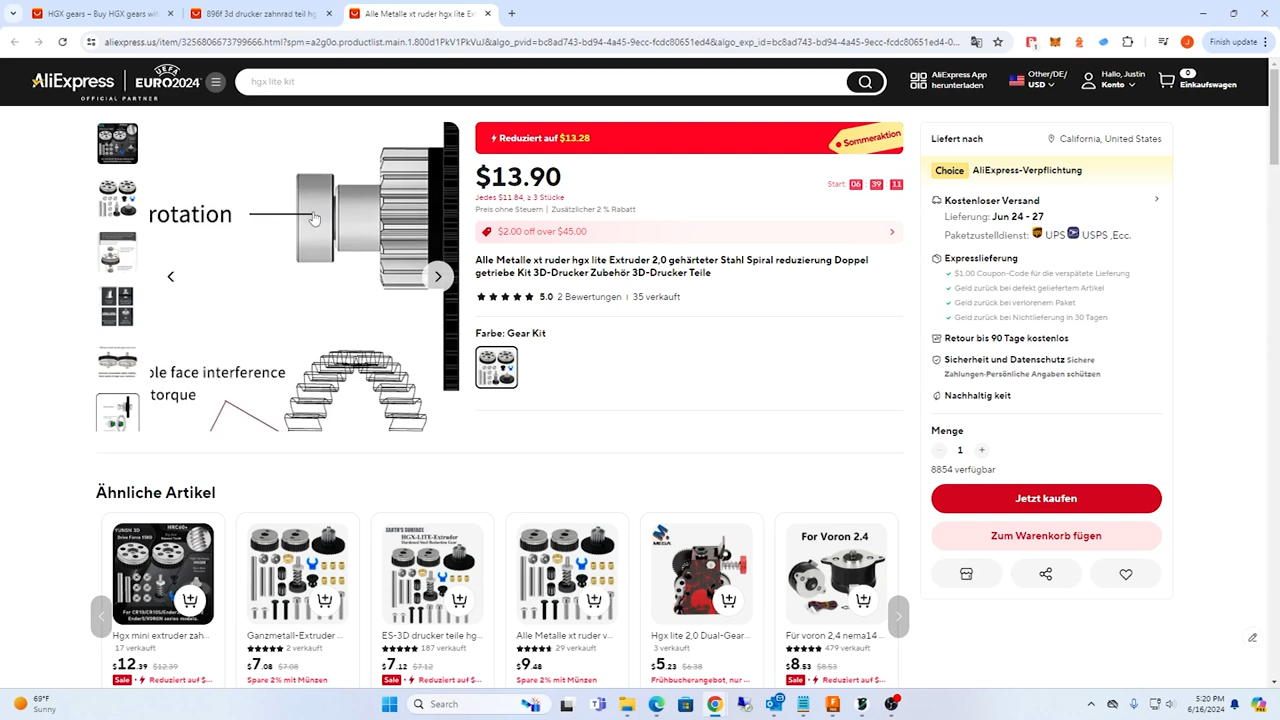 HGX gears – Buy HGX gears wit
896f 3d drucker zahnrad teil hg
Alle Metalle xt ruder hgx lite Ex
aliexpress.us/item/3256806673799666.html?spm=a2g0o.productlist.main.1.800d1PkV1PkVuJ&algo_pvid=bc8ad743-bd94-4a45-9ecc-fcdc80651ed4&algo_exp_id=bc8ad743-bd94-4a45-9ecc-fcdc80651ed4-0...
Finish update
AliExpress
EURO2024
OFFICIAL PARTNER
hgx lite kit
AliExpress App
herunterladen
Other/DE/
USD
Hallo, Justin
Konto
0
Einkaufswagen
rotation
ble face interference
torque
Reduziert auf $13.28
Sommeraktion
$13.90
Start: 06
Jedes $11.84, ≥ 3 Stücke
Preis ohne Steuern | Zusätzlicher 2 % Rabatt
$2.00 off over $45.00
Alle Metalle xt ruder hgx lite Extruder 2,0 gehärteter Stahl Spiral reduzierung Doppel
getriebe Kit 3D-Drucker Zubehör 3D-Drucker Teile
5.0 2 Bewertungen | 35 verkauft
Farbe: Gear Kit
Liefert nach
California, United States
Choice AliExpress-Verpflichtung
Kostenloser Versand
Lieferung: Jun 24 - 27
Paketzustelldienst: UPS USPS ,Ecc.
Expresslieferung
$1.00 Coupon-Code für die verspätete Lieferung
Geld zurück bei defekt geliefertem Artikel
Geld zurück bei verlorenem Paket
Geld zurück bei Nichtlieferung in 30 Tagen
Retour bis 90 Tage kostenlos
Sicherheit und Datenschutz Sichere
Zahlungen·Persönliche Angaben schützen
Nachhaltig keit
Menge
- 1 +
8854 verfügbar
Jetzt kaufen
Zum Warenkorb fügen
Ähnliche Artikel
YUNSN 3D
HRC60+
EARTH'S SURFACE
HGX-LITE-Extruder
MEGA
For Voron 2.4
Hgx mini extruder zah...
17 verkauft
$12.39 $12.39
Sale Reduziert auf $...
Ganzmetall-Extruder ...
2 verkauft
$7.08 $7.08
Spare 2% mit Münzen
ES-3D drucker teile hg...
187 verkauft
$7.12 $7.12
Sale Reduziert auf $...
Alle Metalle xt ruder v...
29 verkauft
$9.48
Spare 2% mit Münzen
Hgx lite 2,0 Dual-Gear...
3 verkauft
$5.23 $6.38
Frühbucherangebot, nur ...
Für voron 2,4 nema14 ...
479 verkauft
$8.53 $8.53
Sale Reduziert auf $...
69°F
Sunny
Search
5:20 PM
6/16/2024